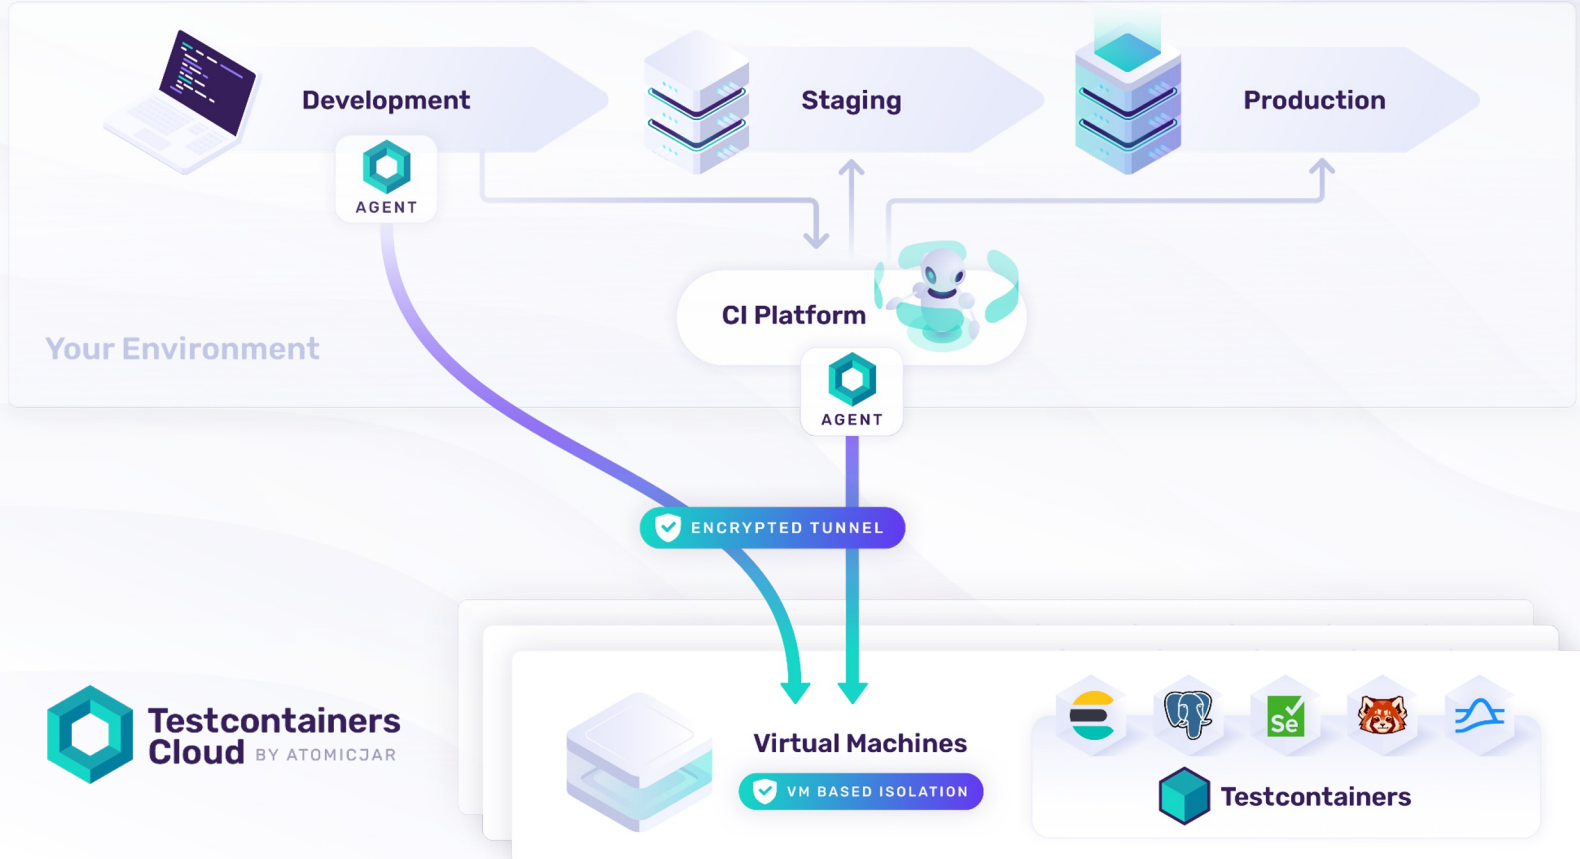 Development
Staging
Production
AGENT
CI Platform
Your Environment
AGENT
ENCRYPTED TUNNEL
Testcontainers
Cloud BY ATOMICJAR
Virtual Machines
VM BASED ISOLATION
Se
Testcontainers